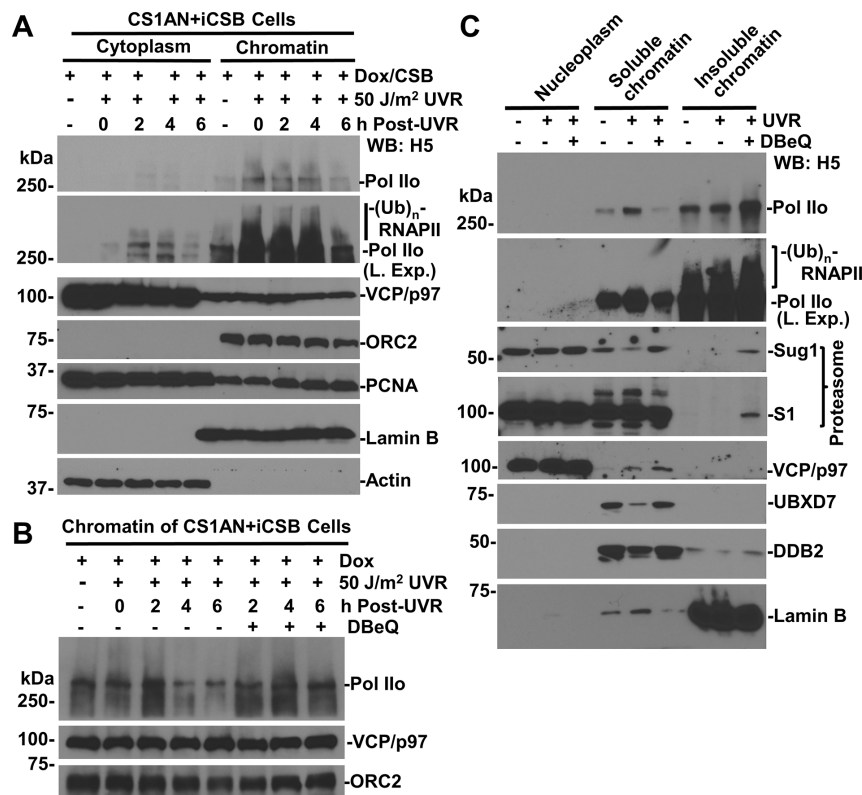 A
CS1AN+iCSB Cells
Cytoplasm Chromatin
+ + + + + + + + + + Dox/CSB
- + + + + - + + + + 50 J/m² UVR
- 0 2 4 6 - 0 2 4 6 h Post-UVR
WB: H5
kDa
250- -Pol IIo
-(Ub)n-
RNAPII
250- -Pol IIo
(L. Exp.)
100- -VCP/p97
75- -ORC2
37-
-PCNA
75-
-Lamin B
37- -Actin
B
Chromatin of CS1AN+iCSB Cells
+ + + + + + + + Dox
- + + + + + + + 50 J/m² UVR
- 0 2 4 6 2 4 6 h Post-UVR
- - - - - + + + DBeQ
kDa -Pol IIo
250-
100- -VCP/p97
75-
-ORC2
C
Nucleoplasm
Soluble
chromatin
Insoluble
chromatin
- + + - + + - + + UVR
- - + - - + - - + DBeQ
WB: H5
kDa
250- -Pol IIo
-(Ub)n-
RNAPII
-Pol IIo
(L. Exp.)
50- -Sug1
100- -S1
Proteasome
100- -VCP/p97
75-
-UBXD7
50-
-DDB2
75-
-Lamin B